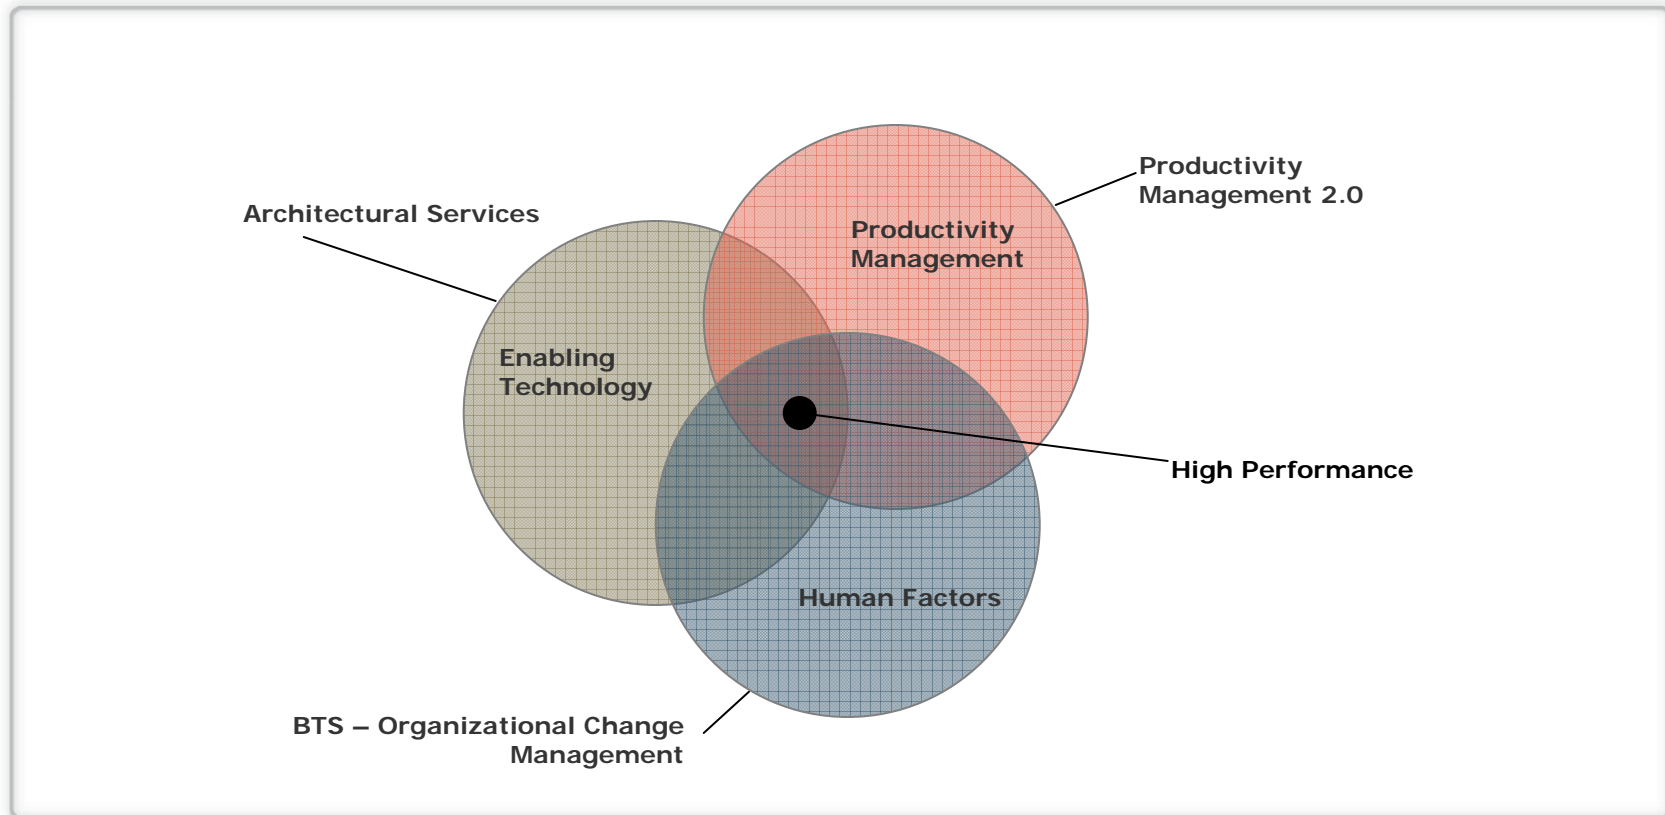 Productivity
Management 2.0
Architectural Services
Productivity
Management
Enabling
Technology
High Performance
Human Factors
BTS – Organizational Change
Management